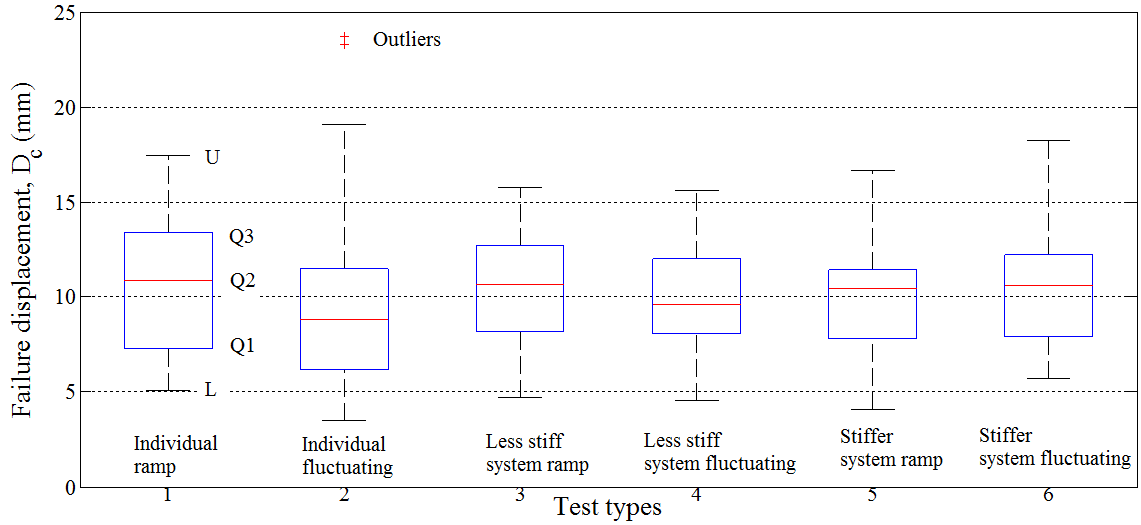 25
20
15
10
5
0
Failure displacement, Dc (mm)
Outliers
U
Q3
Q2
Q1
L
Individual
ramp
Individual
fluctuating
Less stiff
system ramp
Less stiff
system fluctuating
Stiffer
system ramp
Stiffer
system fluctuating
1
2
3
4
5
6
Test types